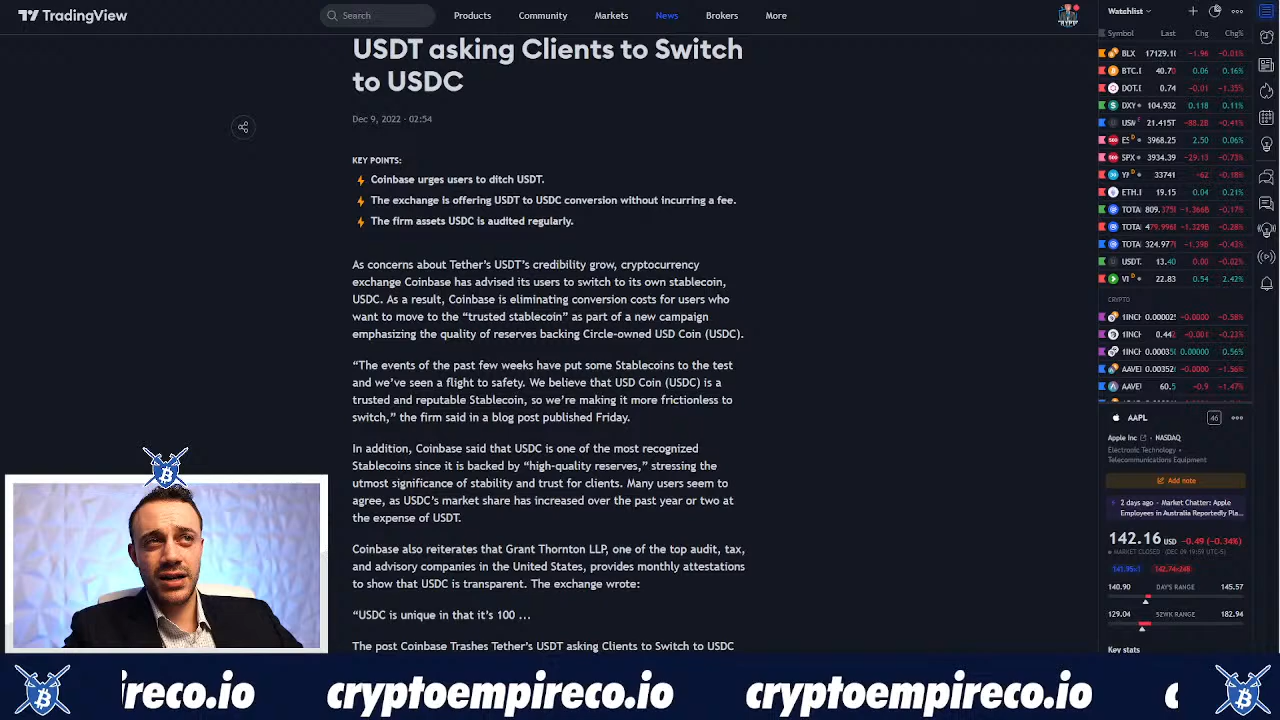 TradingView
Search
Products
Community
Markets
News
Brokers
More
USDT asking Clients to Switch
to USDC
Dec 9, 2022 · 02:54
KEY POINTS:
Coinbase urges users to ditch USDT.
The exchange is offering USDT to USDC conversion without incurring a fee.
The firm assets USDC is audited regularly.
As concerns about Tether's USDT's credibility grow, cryptocurrency
exchange Coinbase has advised its users to switch to its own stablecoin,
USDC. As a result, Coinbase is eliminating conversion costs for users who
want to move to the “trusted stablecoin” as part of a new campaign
emphasizing the quality of reserves backing Circle-owned USD Coin (USDC).
“The events of the past few weeks have put some Stablecoins to the test
and we've seen a flight to safety. We believe that USD Coin (USDC) is a
trusted and reputable Stablecoin, so we're making it more frictionless to
switch,” the firm said in a blog post published Friday.
In addition, Coinbase said that USDC is one of the most recognized
Stablecoins since it is backed by “high-quality reserves,” stressing the
utmost significance of stability and trust for clients. Many users seem to
agree, as USDC's market share has increased over the past year or two at
the expense of USDT.
Coinbase also reiterates that Grant Thornton LLP, one of the top audit, tax,
and advisory companies in the United States, provides monthly attestations
to show that USDC is transparent. The exchange wrote:
“USDC is unique in that it's 100 ...
The post Coinbase Trashes Tether's USDT asking Clients to Switch to USDC
Watchlist
Symbol Last Chg Chg%
BLX 17129.10 −1.96 −0.01%
BTC.D 40.70 0.06 0.16%
DOT.D 0.74 −0.01 −1.35%
DXY 104.932 0.118 0.11%
21.415T −88.2B −0.41%
ES 3968.25 2.50 0.06%
SPX 3934.39 −29.13 −0.73%
33741 −62 −0.18%
ETH.D 19.15 0.04 0.21%
TOTAL 809.375B −1.366B −0.17%
TOTAL 479.996B −1.329B −0.28%
TOTAL 324.977B −1.39B −0.43%
USDT. 13.40 0.00 −0.02%
VI 22.83 0.54 2.42%
CRYPTO
1INCH 0.000025 −0.0000 −0.58%
1INCH 0.442 −0.001 −0.23%
1INCH 0.000350 0.00000 0.56%
AAVE 0.003520 −0.0000 −1.56%
AAVE 60.5 −0.9 −1.47%
AAPL
46
Apple Inc · NASDAQ
Electronic Technology •
Telecommunications Equipment
Add note
2 days ago • Market Chatter: Apple
Employees in Australia Reportedly Pla...
142.16 USD −0.49 (−0.34%)
MARKET CLOSED (DEC 09 19:59 UTC-5)
141.95×1 142.74×248
140.90 DAY'S RANGE 145.57
129.04 52WK RANGE 182.94
Key stats
ireco.io
cryptoempireco.io
cryptoempireco.io